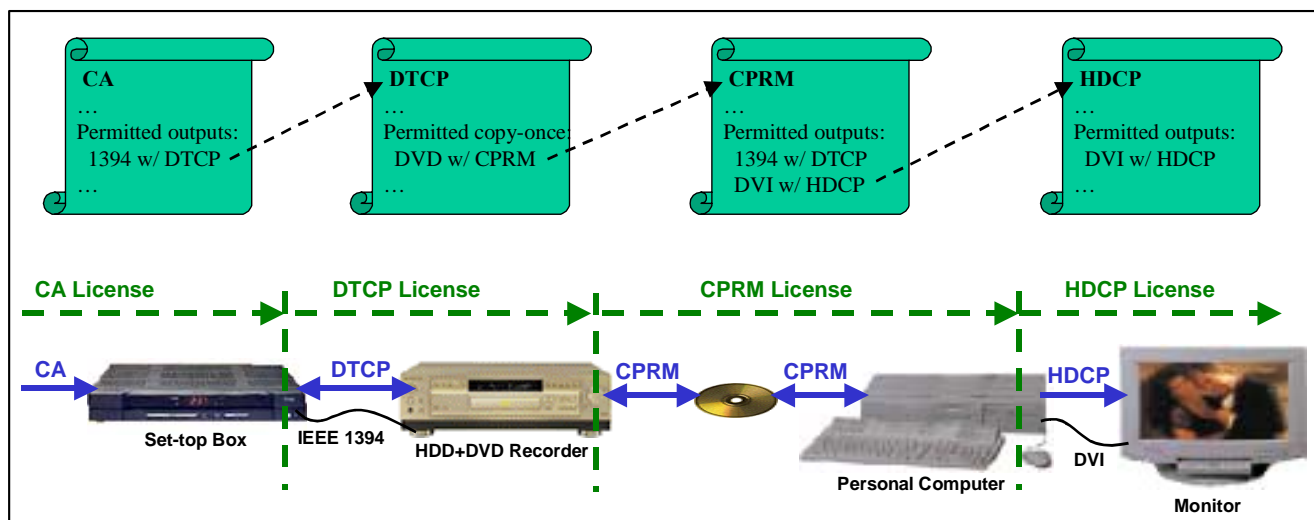 CA
…
Permitted outputs:
1394 w/ DTCP
…
DTCP
…
Permitted copy-once:
DVD w/ CPRM
…
CPRM
…
Permitted outputs:
1394 w/ DTCP
DVI w/ HDCP
HDCP
…
Permitted outputs:
DVI w/ HDCP
…
CA License
DTCP License
CPRM License
HDCP License
CA
DTCP
CPRM
CPRM
HDCP
Set-top Box
IEEE 1394
HDD+DVD Recorder
Personal Computer
DVI
Monitor